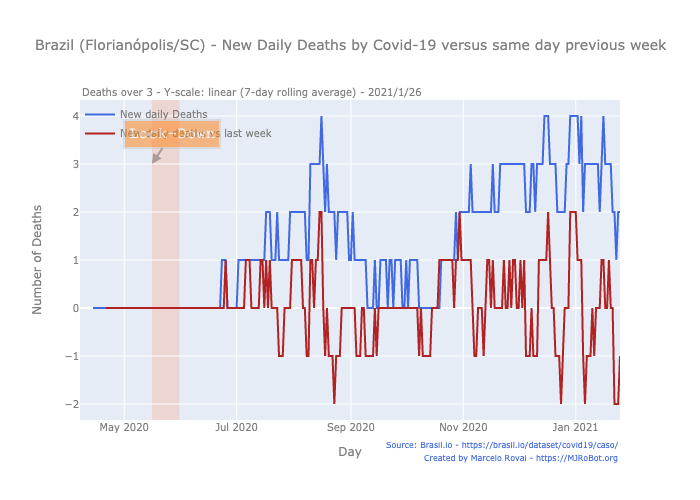 Brazil (Florianópolis/SC) - New Daily Deaths by Covid-19 versus same day previous week
Deaths over 3 - Y-scale: linear (7-day rolling average) - 2021/1/26
New daily Deaths
New daily deaths vs last week
Lock-Down
4
3
2
1
0
−1
−2
Number of Deaths
May 2020
Jul 2020
Sep 2020
Nov 2020
Jan 2021
Day
Source: Brasil.io - https://brasil.io/dataset/covid19/caso/
Created by Marcelo Rovai - https://MJRoBot.org